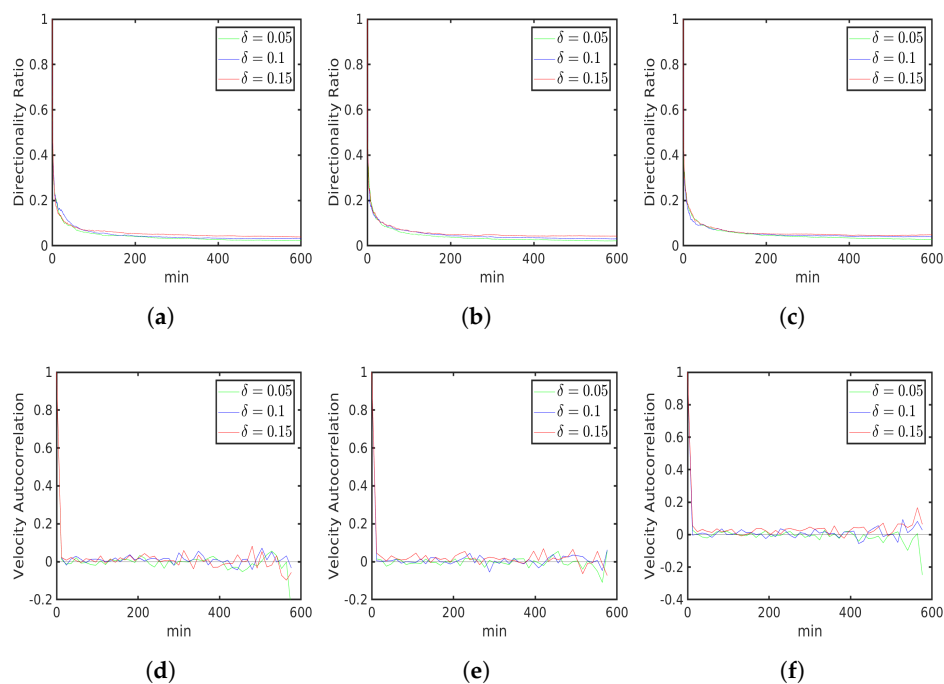 Directionality Ratio
1
0.8
0.6
0.4
0.2
0
0 200 400 600
min
δ = 0.05
δ = 0.1
δ = 0.15
(a)
Directionality Ratio
1
0.8
0.6
0.4
0.2
0
0 200 400 600
min
δ = 0.05
δ = 0.1
δ = 0.15
(b)
Directionality Ratio
1
0.8
0.6
0.4
0.2
0
0 200 400 600
min
δ = 0.05
δ = 0.1
δ = 0.15
(c)
Velocity Autocorrelation
1
0.8
0.6
0.4
0.2
0
-0.2
0 200 400 600
min
δ = 0.05
δ = 0.1
δ = 0.15
(d)
Velocity Autocorrelation
1
0.8
0.6
0.4
0.2
0
-0.2
0 200 400 600
min
δ = 0.05
δ = 0.1
δ = 0.15
(e)
Velocity Autocorrelation
1
0.8
0.6
0.4
0.2
0
-0.2
-0.4
0 200 400 600
min
δ = 0.05
δ = 0.1
δ = 0.15
(f)